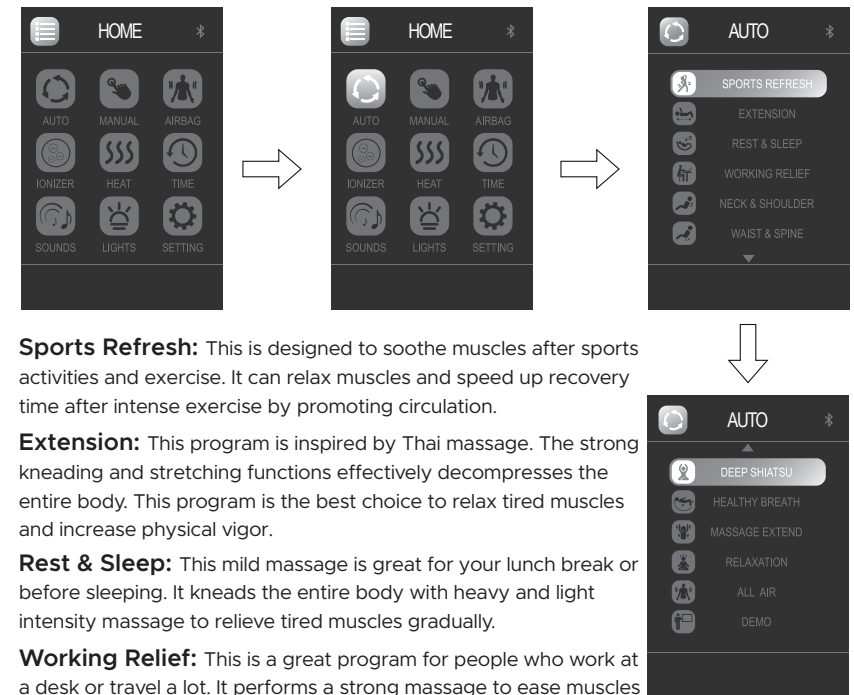 HOME
AUTO MANUAL AIRBAG
IONIZER HEAT TIME
SOUNDS LIGHTS SETTING
HOME
AUTO MANUAL AIRBAG
IONIZER HEAT TIME
SOUNDS LIGHTS SETTING
AUTO
SPORTS REFRESH
EXTENSION
REST & SLEEP
WORKING RELIEF
NECK & SHOULDER
WAIST & SPINE
Sports Refresh: This is designed to soothe muscles after sports
activities and exercise. It can relax muscles and speed up recovery
time after intense exercise by promoting circulation.
Extension: This program is inspired by Thai massage. The strong
kneading and stretching functions effectively decompresses the
entire body. This program is the best choice to relax tired muscles
and increase physical vigor.
Rest & Sleep: This mild massage is great for your lunch break or
before sleeping. It kneads the entire body with heavy and light
intensity massage to relieve tired muscles gradually.
Working Relief: This is a great program for people who work at
a desk or travel a lot. It performs a strong massage to ease muscles
AUTO
DEEP SHIATSU
HEALTHY BREATH
MASSAGE EXTEND
RELAXATION
ALL AIR
DEMO